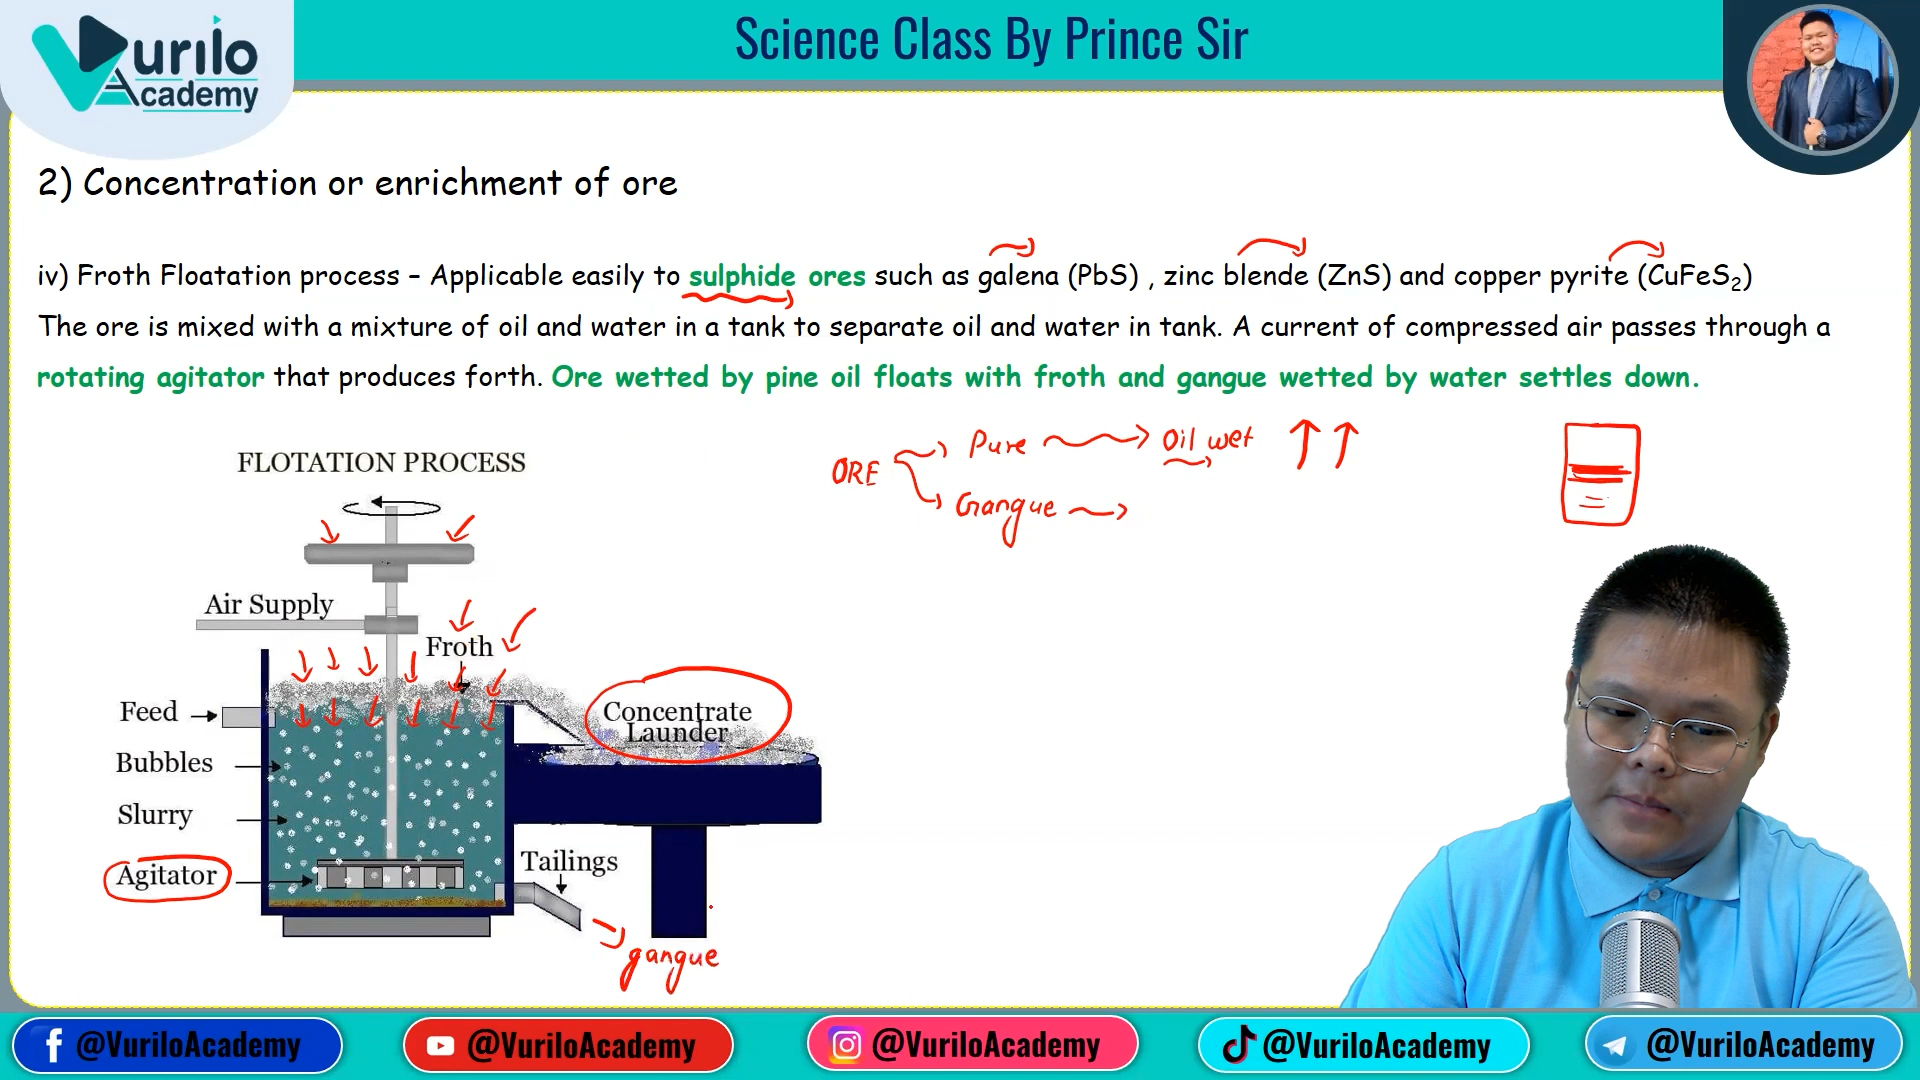 Vurilo
Academy
Science Class By Prince Sir
2) Concentration or enrichment of ore
iv) Froth Floatation process – Applicable easily to sulphide ores such as galena (PbS) , zinc blende (ZnS) and copper pyrite (CuFeS₂)
The ore is mixed with a mixture of oil and water in a tank to separate oil and water in tank. A current of compressed air passes through a
rotating agitator that produces forth. Ore wetted by pine oil floats with froth and gangue wetted by water settles down.
ORE
Pure
Oil wet
Gangue
FLOTATION PROCESS
Air Supply
Froth
Feed
Concentrate
Launder
Bubbles
Slurry
Agitator
Tailings
gangue
@VuriloAcademy
@VuriloAcademy
@VuriloAcademy
@VuriloAcademy
@VuriloAcademy